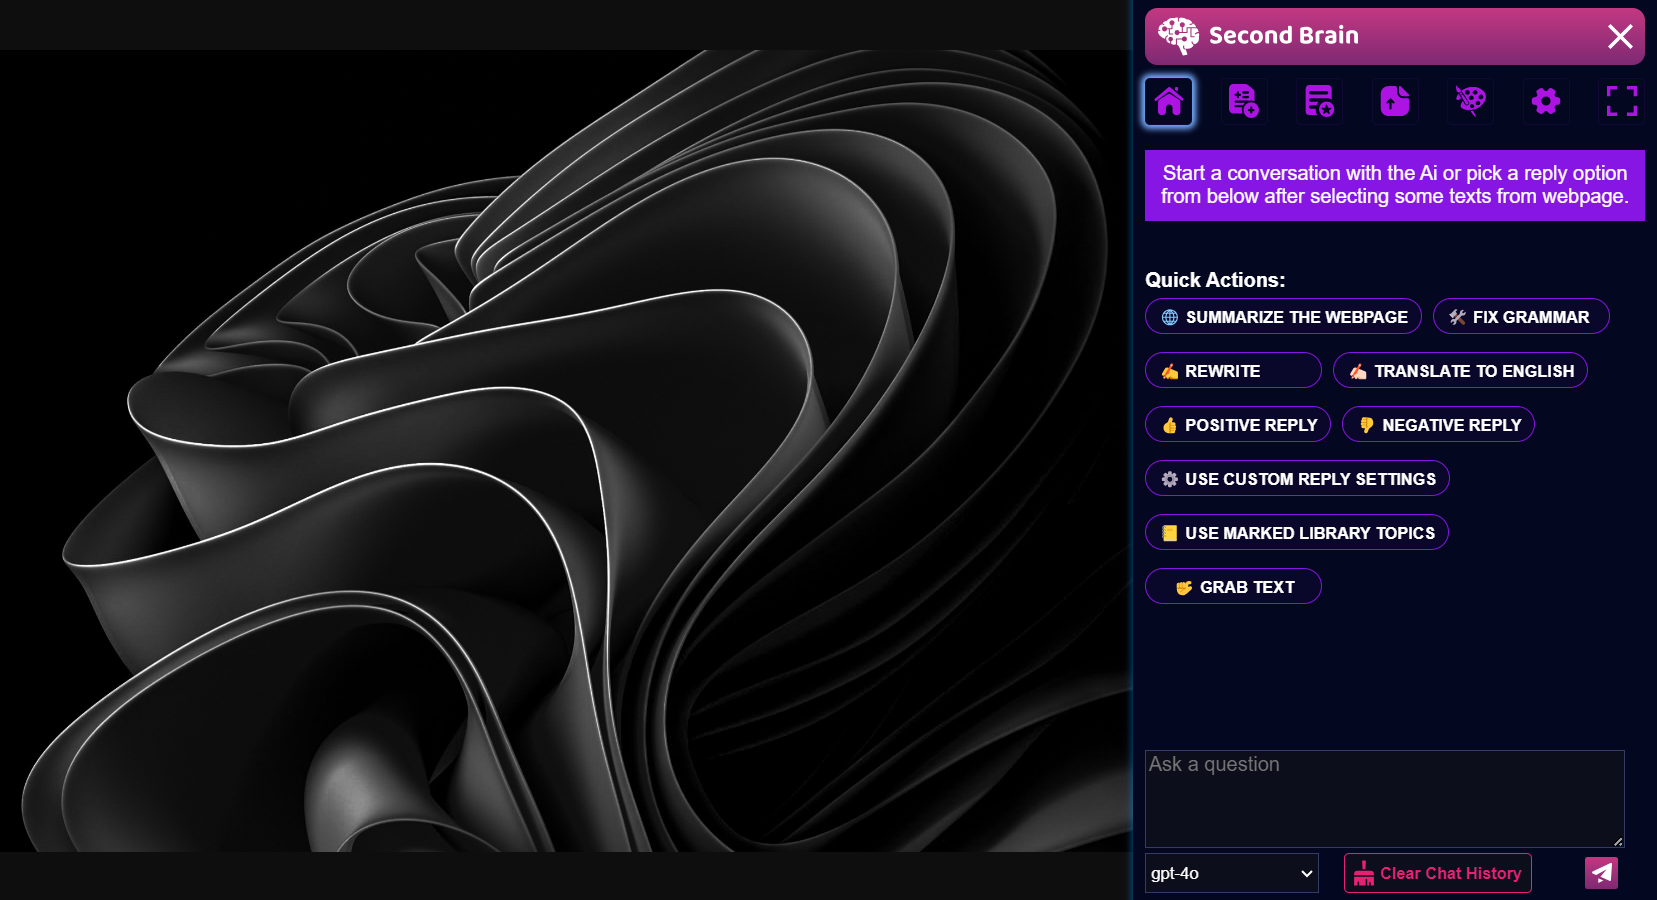 Second Brain
Start a conversation with the Ai or pick a reply option
from below after selecting some texts from webpage.
Quick Actions:
SUMMARIZE THE WEBPAGE
FIX GRAMMAR
REWRITE
TRANSLATE TO ENGLISH
POSITIVE REPLY
NEGATIVE REPLY
USE CUSTOM REPLY SETTINGS
USE MARKED LIBRARY TOPICS
GRAB TEXT
Ask a question
gpt-4o
Clear Chat History